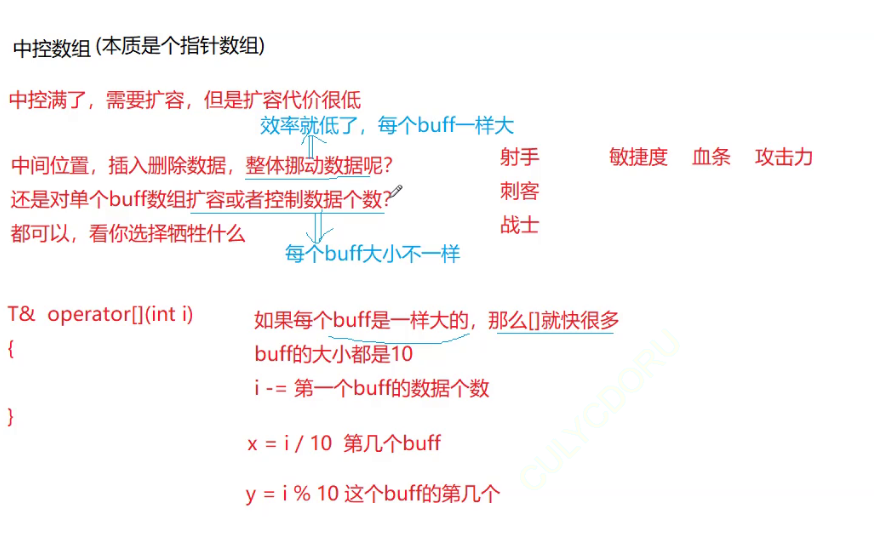 中控数组(本质是个指针数组)
中控满了，需要扩容，但是扩容代价很低
效率就低了，每个buff一样大
中间位置，插入删除数据，整体挪动数据呢？
还是对单个buff数组扩容或者控制数据个数？
都可以，看你选择牺牲什么
每个buff大小不一样
射手 敏捷度 血条 攻击力
刺客
战士
T& operator[](int i)
{
}
如果每个buff是一样大的，那么[]就快很多
buff的大小都是10
i -= 第一个buff的数据个数
x = i / 10 第几个buff
y = i % 10 这个buff的第几个
CULYCDORU